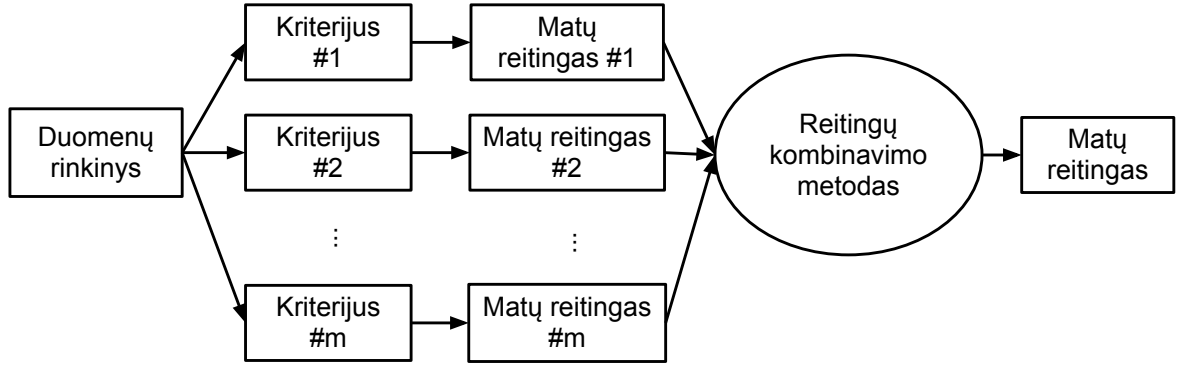 Duomenų
rinkinys
Kriterijus
#1
Matų
reitingas #1
Kriterijus
#2
Matų reitingas
#2
⋮
⋮
Kriterijus
#m
Matų reitingas
#m
Reitingų
kombinavimo
metodas
Matų
reitingas